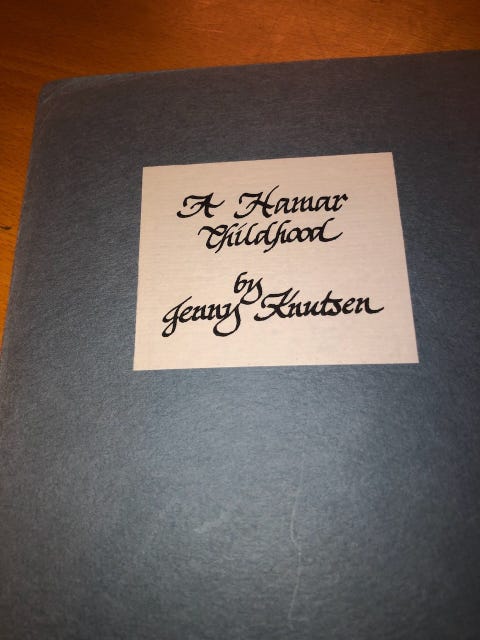 A Hamar
Childhood
by
Jenny Knutsen